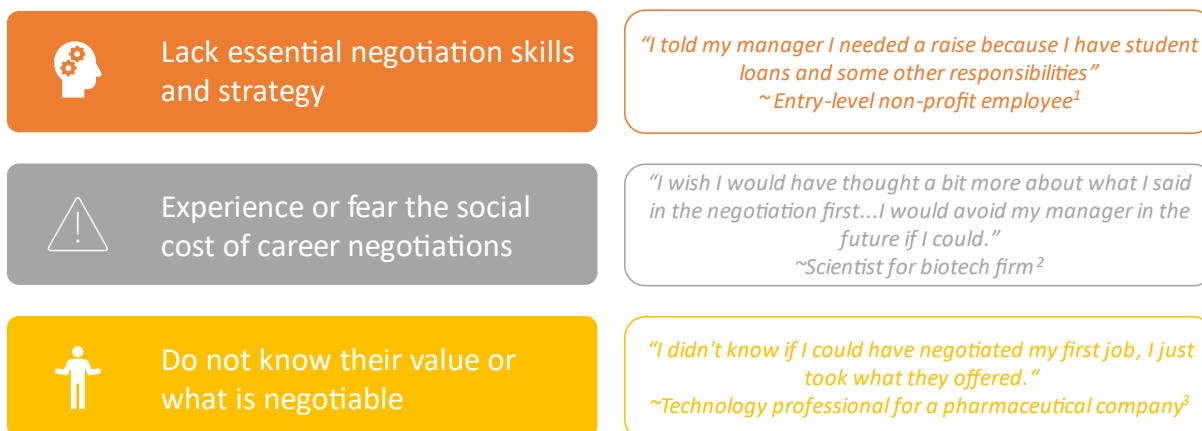 Lack essential negotiation skills
and strategy
“I told my manager I needed a raise because I have student
loans and some other responsibilities”
~ Entry-level non-profit employee1
Experience or fear the social
cost of career negotiations
“I wish I would have thought a bit more about what I said
in the negotiation first...I would avoid my manager in the
future if I could.”
~Scientist for biotech firm 2
Do not know their value or
what is negotiable
“I didn't know if I could have negotiated my first job, I just
took what they offered.“
~Technology professional for a pharmaceutical company3